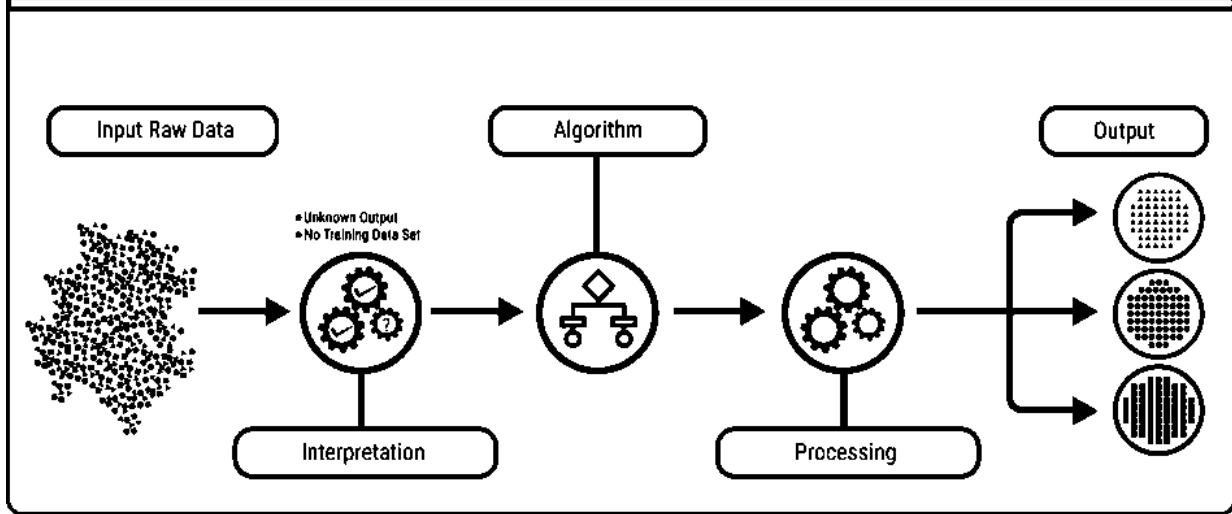 Input Raw Data
Algorithm
Output
• Unknown Output
• No Training Data Set
?
Interpretation
Processing